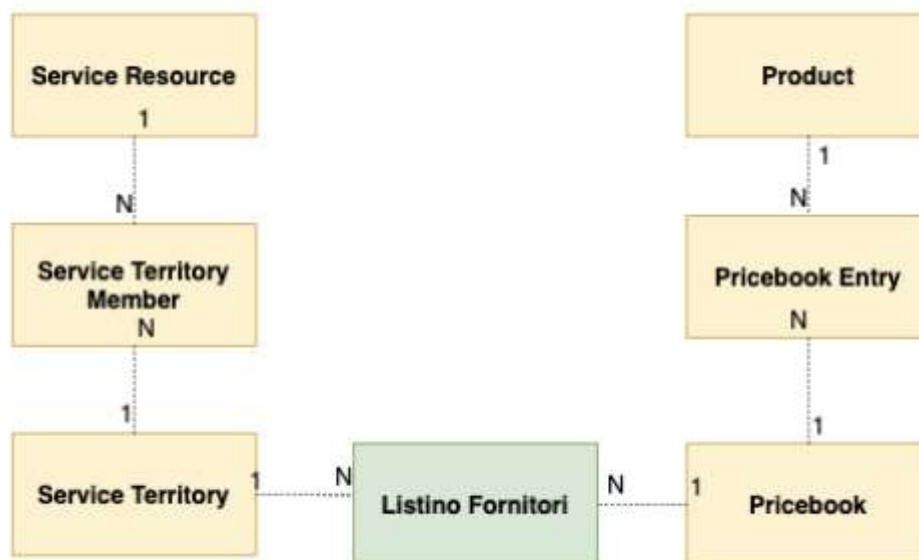 Service Resource
1
N
Service Territory
Member
N
1
Service Territory
1
N
Listino Fornitori
N
1
Product
1
N
Pricebook Entry
N
1
Pricebook